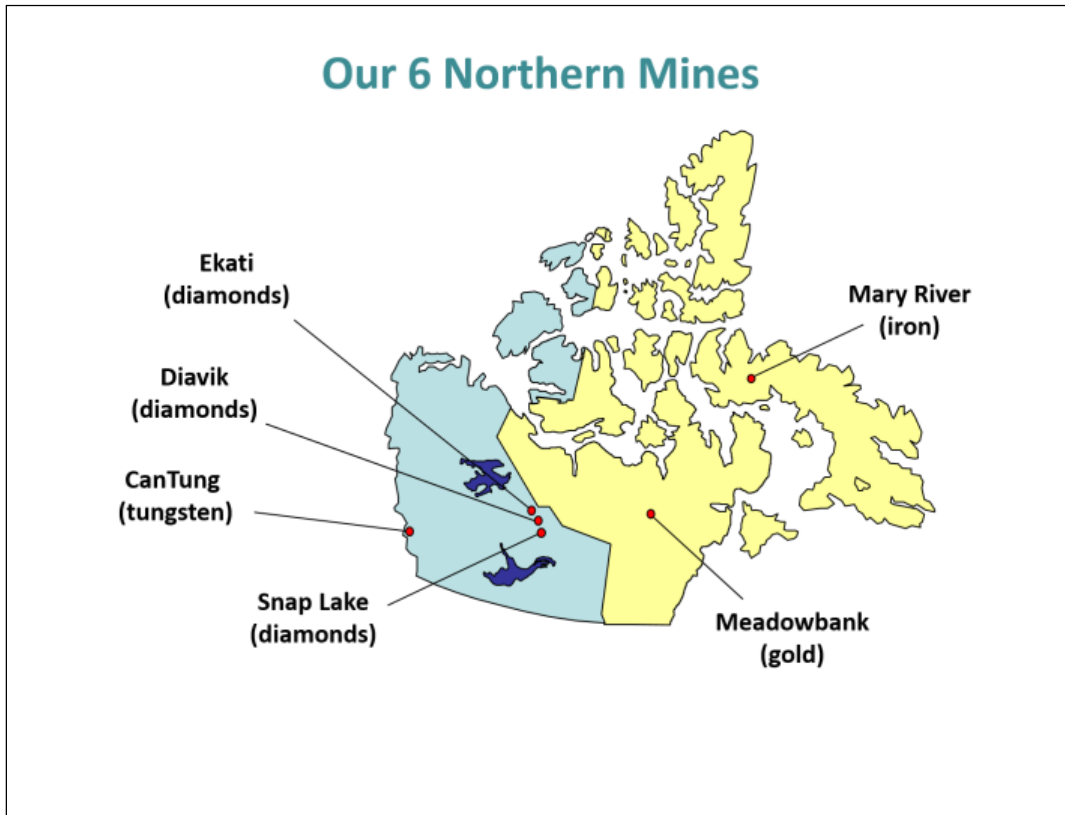 Our 6 Northern Mines
Ekati
(diamonds)
Mary River
(iron)
Diavik
(diamonds)
CanTung
(tungsten)
Snap Lake
(diamonds)
Meadowbank
(gold)